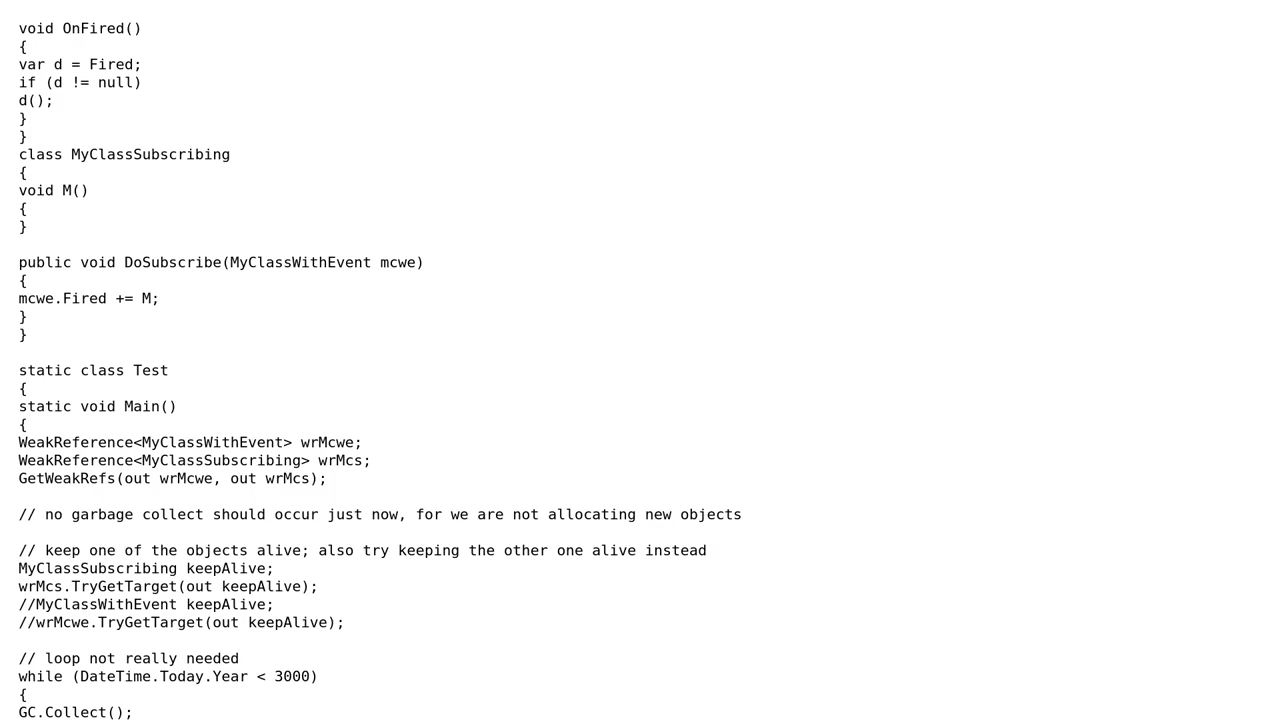 void OnFired()
{
var d = Fired;
if (d != null)
d();
}
}
class MyClassSubscribing
{
void M()
{
}

public void DoSubscribe(MyClassWithEvent mcwe)
{
mcwe.Fired += M;
}
}

static class Test
{
static void Main()
{
WeakReference<MyClassWithEvent> wrMcwe;
WeakReference<MyClassSubscribing> wrMcs;
GetWeakRefs(out wrMcwe, out wrMcs);

// no garbage collect should occur just now, for we are not allocating new objects

// keep one of the objects alive; also try keeping the other one alive instead
MyClassSubscribing keepAlive;
wrMcs.TryGetTarget(out keepAlive);
//MyClassWithEvent keepAlive;
//wrMcwe.TryGetTarget(out keepAlive);

// loop not really needed
while (DateTime.Today.Year < 3000)
{
GC.Collect();